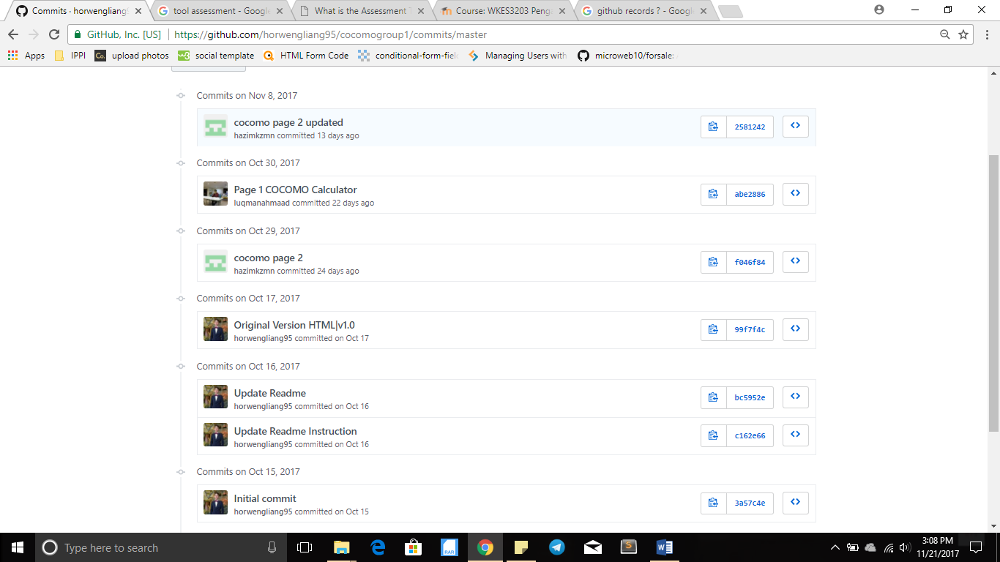 Commits · horwengliang
tool assessment - Google
What is the Assessment
Course: WKES3203 Peng
github records ? - Google
GitHub, Inc. [US]
https://github.com/horwengliang95/cocomogroup1/commits/master
Apps
IPPI
Co.
upload photos
w3
social template
HTML Form Code
conditional-form-fiel
Managing Users with
microweb10/forsale:
Commits on Nov 8, 2017
cocomo page 2 updated
hazimkzmn committed 13 days ago
2581242
Commits on Oct 30, 2017
Page 1 COCOMO Calculator
luqmanahmaad committed 22 days ago
abe2886
Commits on Oct 29, 2017
cocomo page 2
hazimkzmn committed 24 days ago
f046f84
Commits on Oct 17, 2017
Original Version HTML|v1.0
horwengliang95 committed on Oct 17
99f7f4c
Commits on Oct 16, 2017
Update Readme
horwengliang95 committed on Oct 16
bc5952e
Update Readme Instruction
horwengliang95 committed on Oct 16
c162e66
Commits on Oct 15, 2017
Initial commit
horwengliang95 committed on Oct 15
3a57c4e
Type here to search
RAR
3:08 PM
11/21/2017